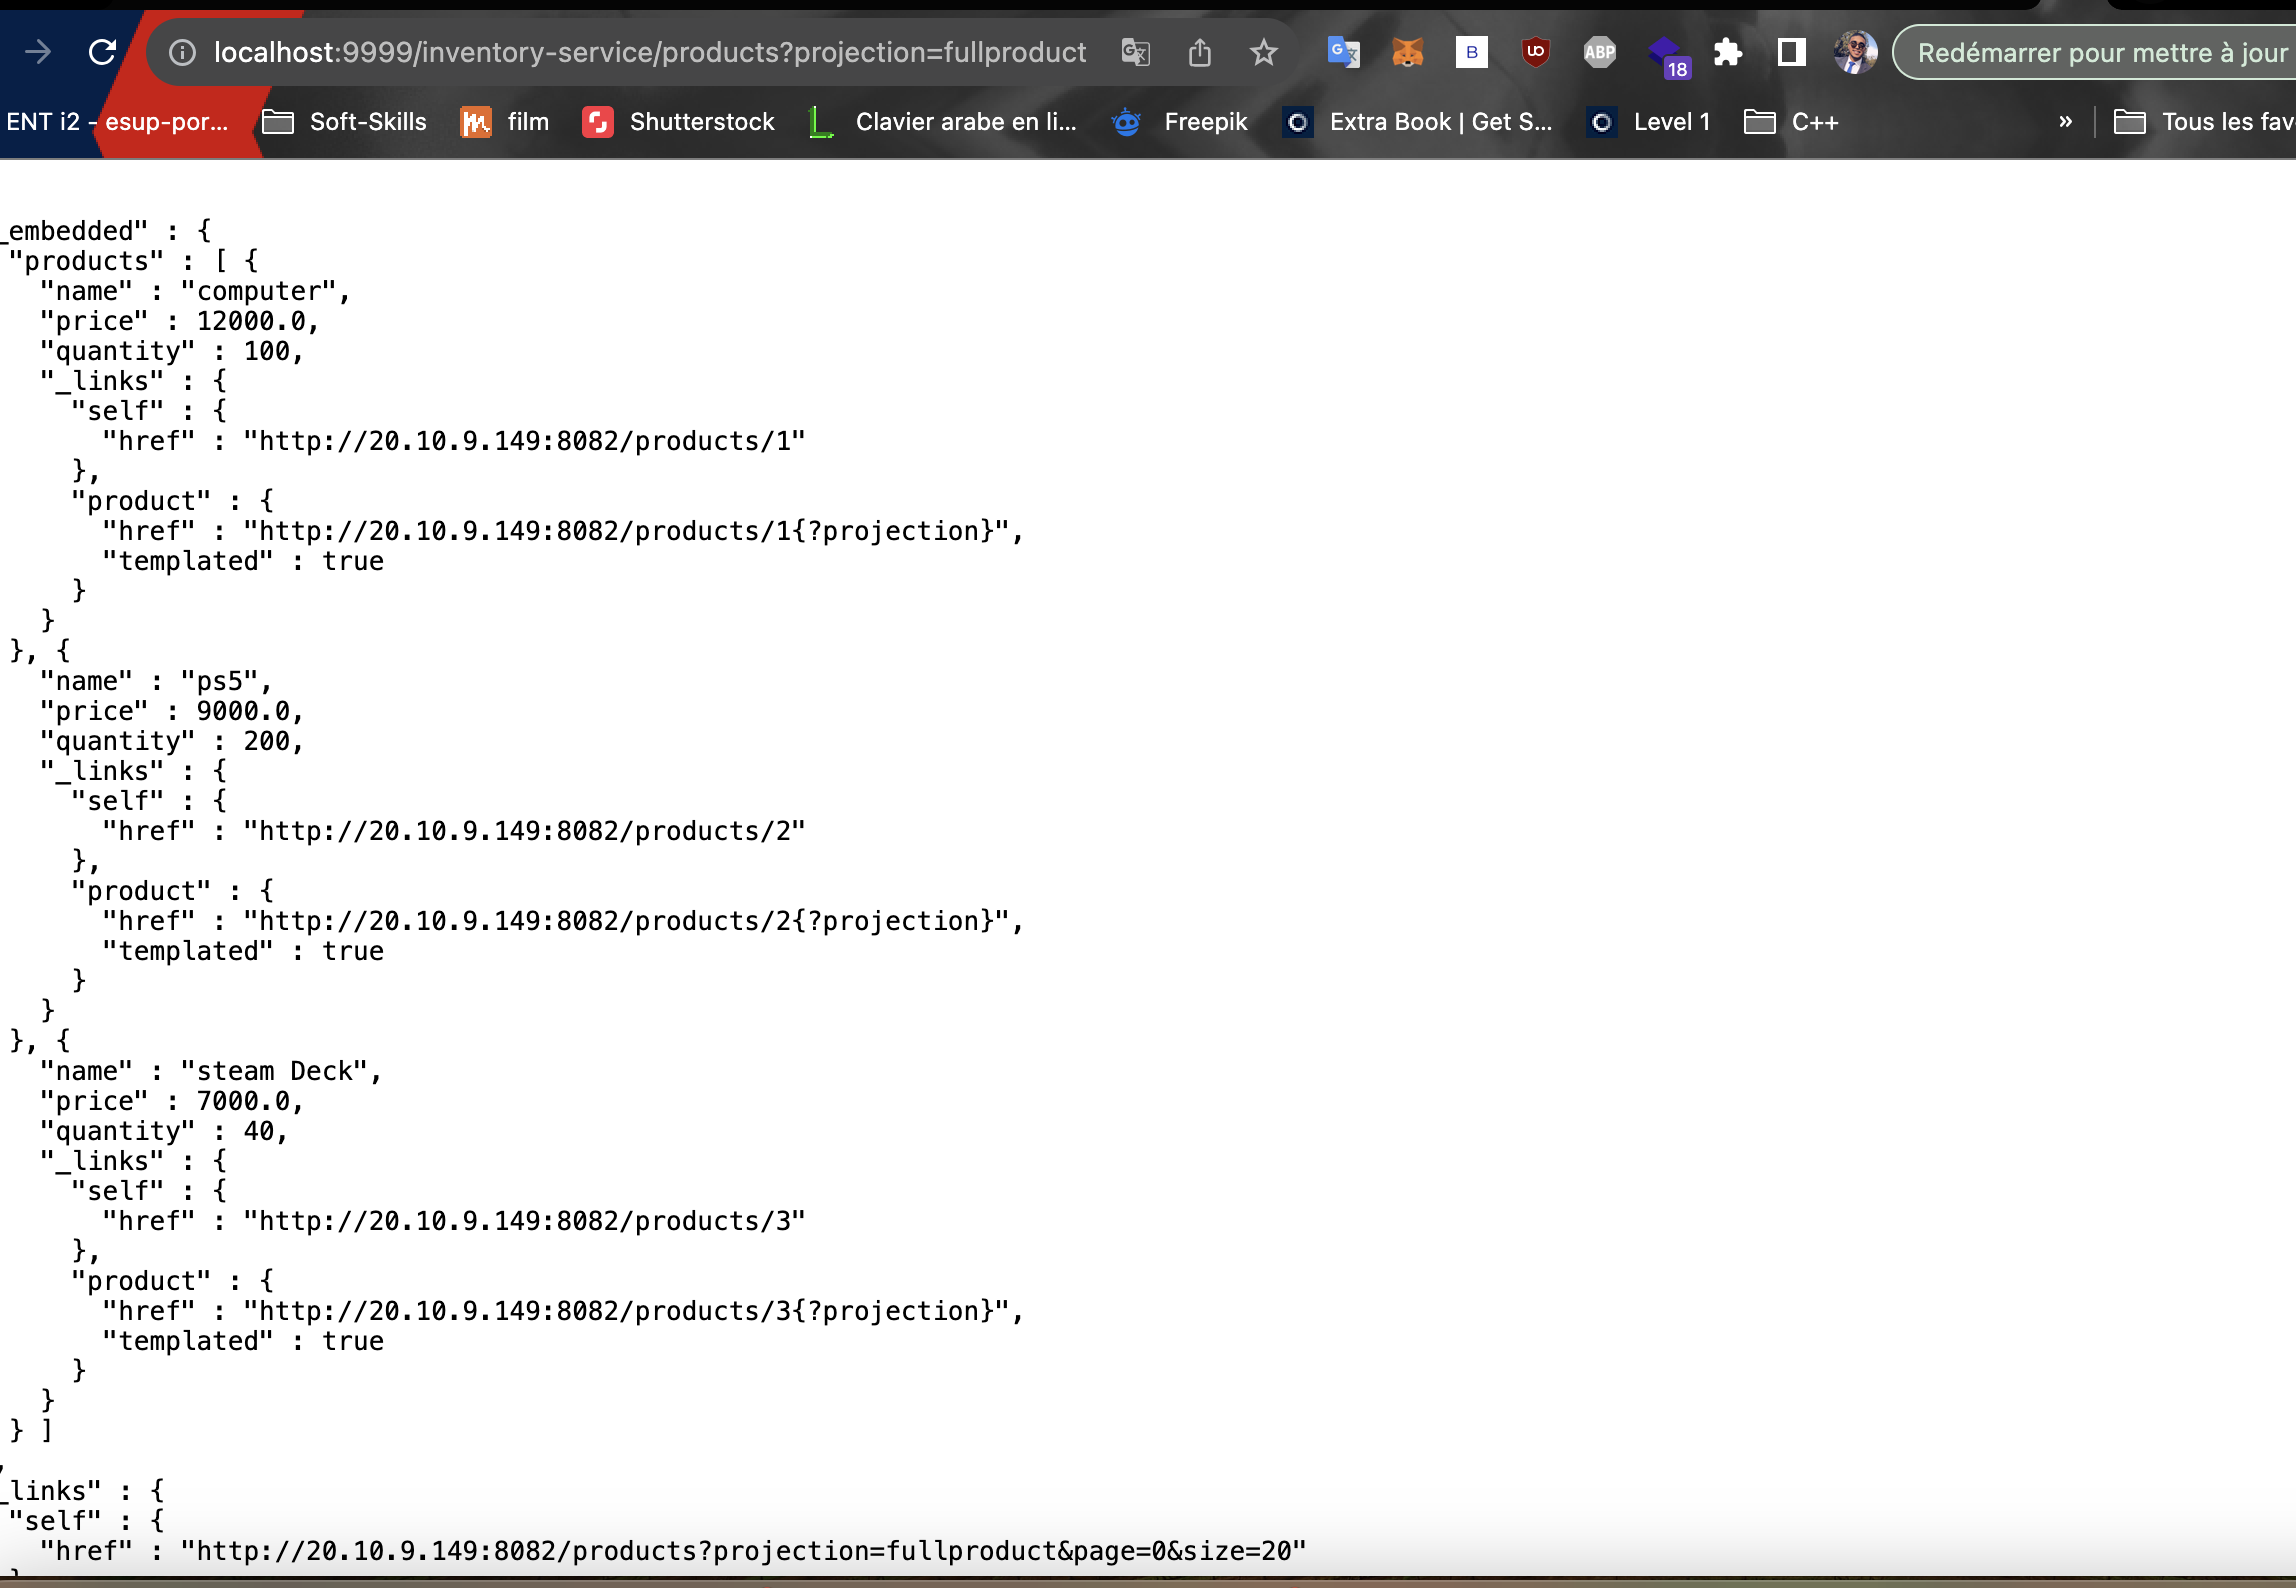 localhost:9999/inventory-service/products?projection=fullproduct B UO ABP 18 Redémarrer pour mettre à jour
ENT i2 - esup-por... Soft-Skills film Shutterstock Clavier arabe en li... Freepik Extra Book | Get S... Level 1 C++ » Tous les fav
_embedded" : {
"products" : [ {
"name" : "computer",
"price" : 12000.0,
"quantity" : 100,
"_links" : {
"self" : {
"href" : "http://20.10.9.149:8082/products/1"
},
"product" : {
"href" : "http://20.10.9.149:8082/products/1{?projection}",
"templated" : true
}
}
}, {
"name" : "ps5",
"price" : 9000.0,
"quantity" : 200,
"_links" : {
"self" : {
"href" : "http://20.10.9.149:8082/products/2"
},
"product" : {
"href" : "http://20.10.9.149:8082/products/2{?projection}",
"templated" : true
}
}
}, {
"name" : "steam Deck",
"price" : 7000.0,
"quantity" : 40,
"_links" : {
"self" : {
"href" : "http://20.10.9.149:8082/products/3"
},
"product" : {
"href" : "http://20.10.9.149:8082/products/3{?projection}",
"templated" : true
}
}
} ]
,
_links" : {
"self" : {
"href" : "http://20.10.9.149:8082/products?projection=fullproduct&page=0&size=20"
}